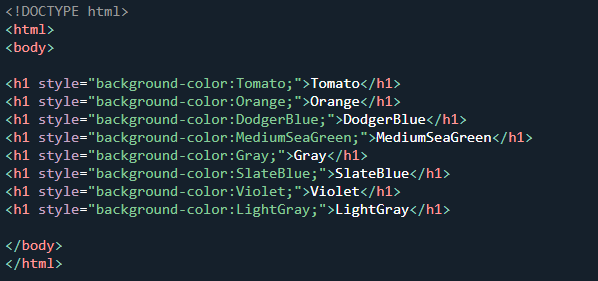 <!DOCTYPE html>
<html>
<body>
<h1 style="background-color:Tomato;">Tomato</h1>
<h1 style="background-color:Orange;">Orange</h1>
<h1 style="background-color:DodgerBlue;">DodgerBlue</h1>
<h1 style="background-color:MediumSeaGreen;">MediumSeaGreen</h1>
<h1 style="background-color:Gray;">Gray</h1>
<h1 style="background-color:SlateBlue;">SlateBlue</h1>
<h1 style="background-color:Violet;">Violet</h1>
<h1 style="background-color:LightGray;">LightGray</h1>
</body>
</html>